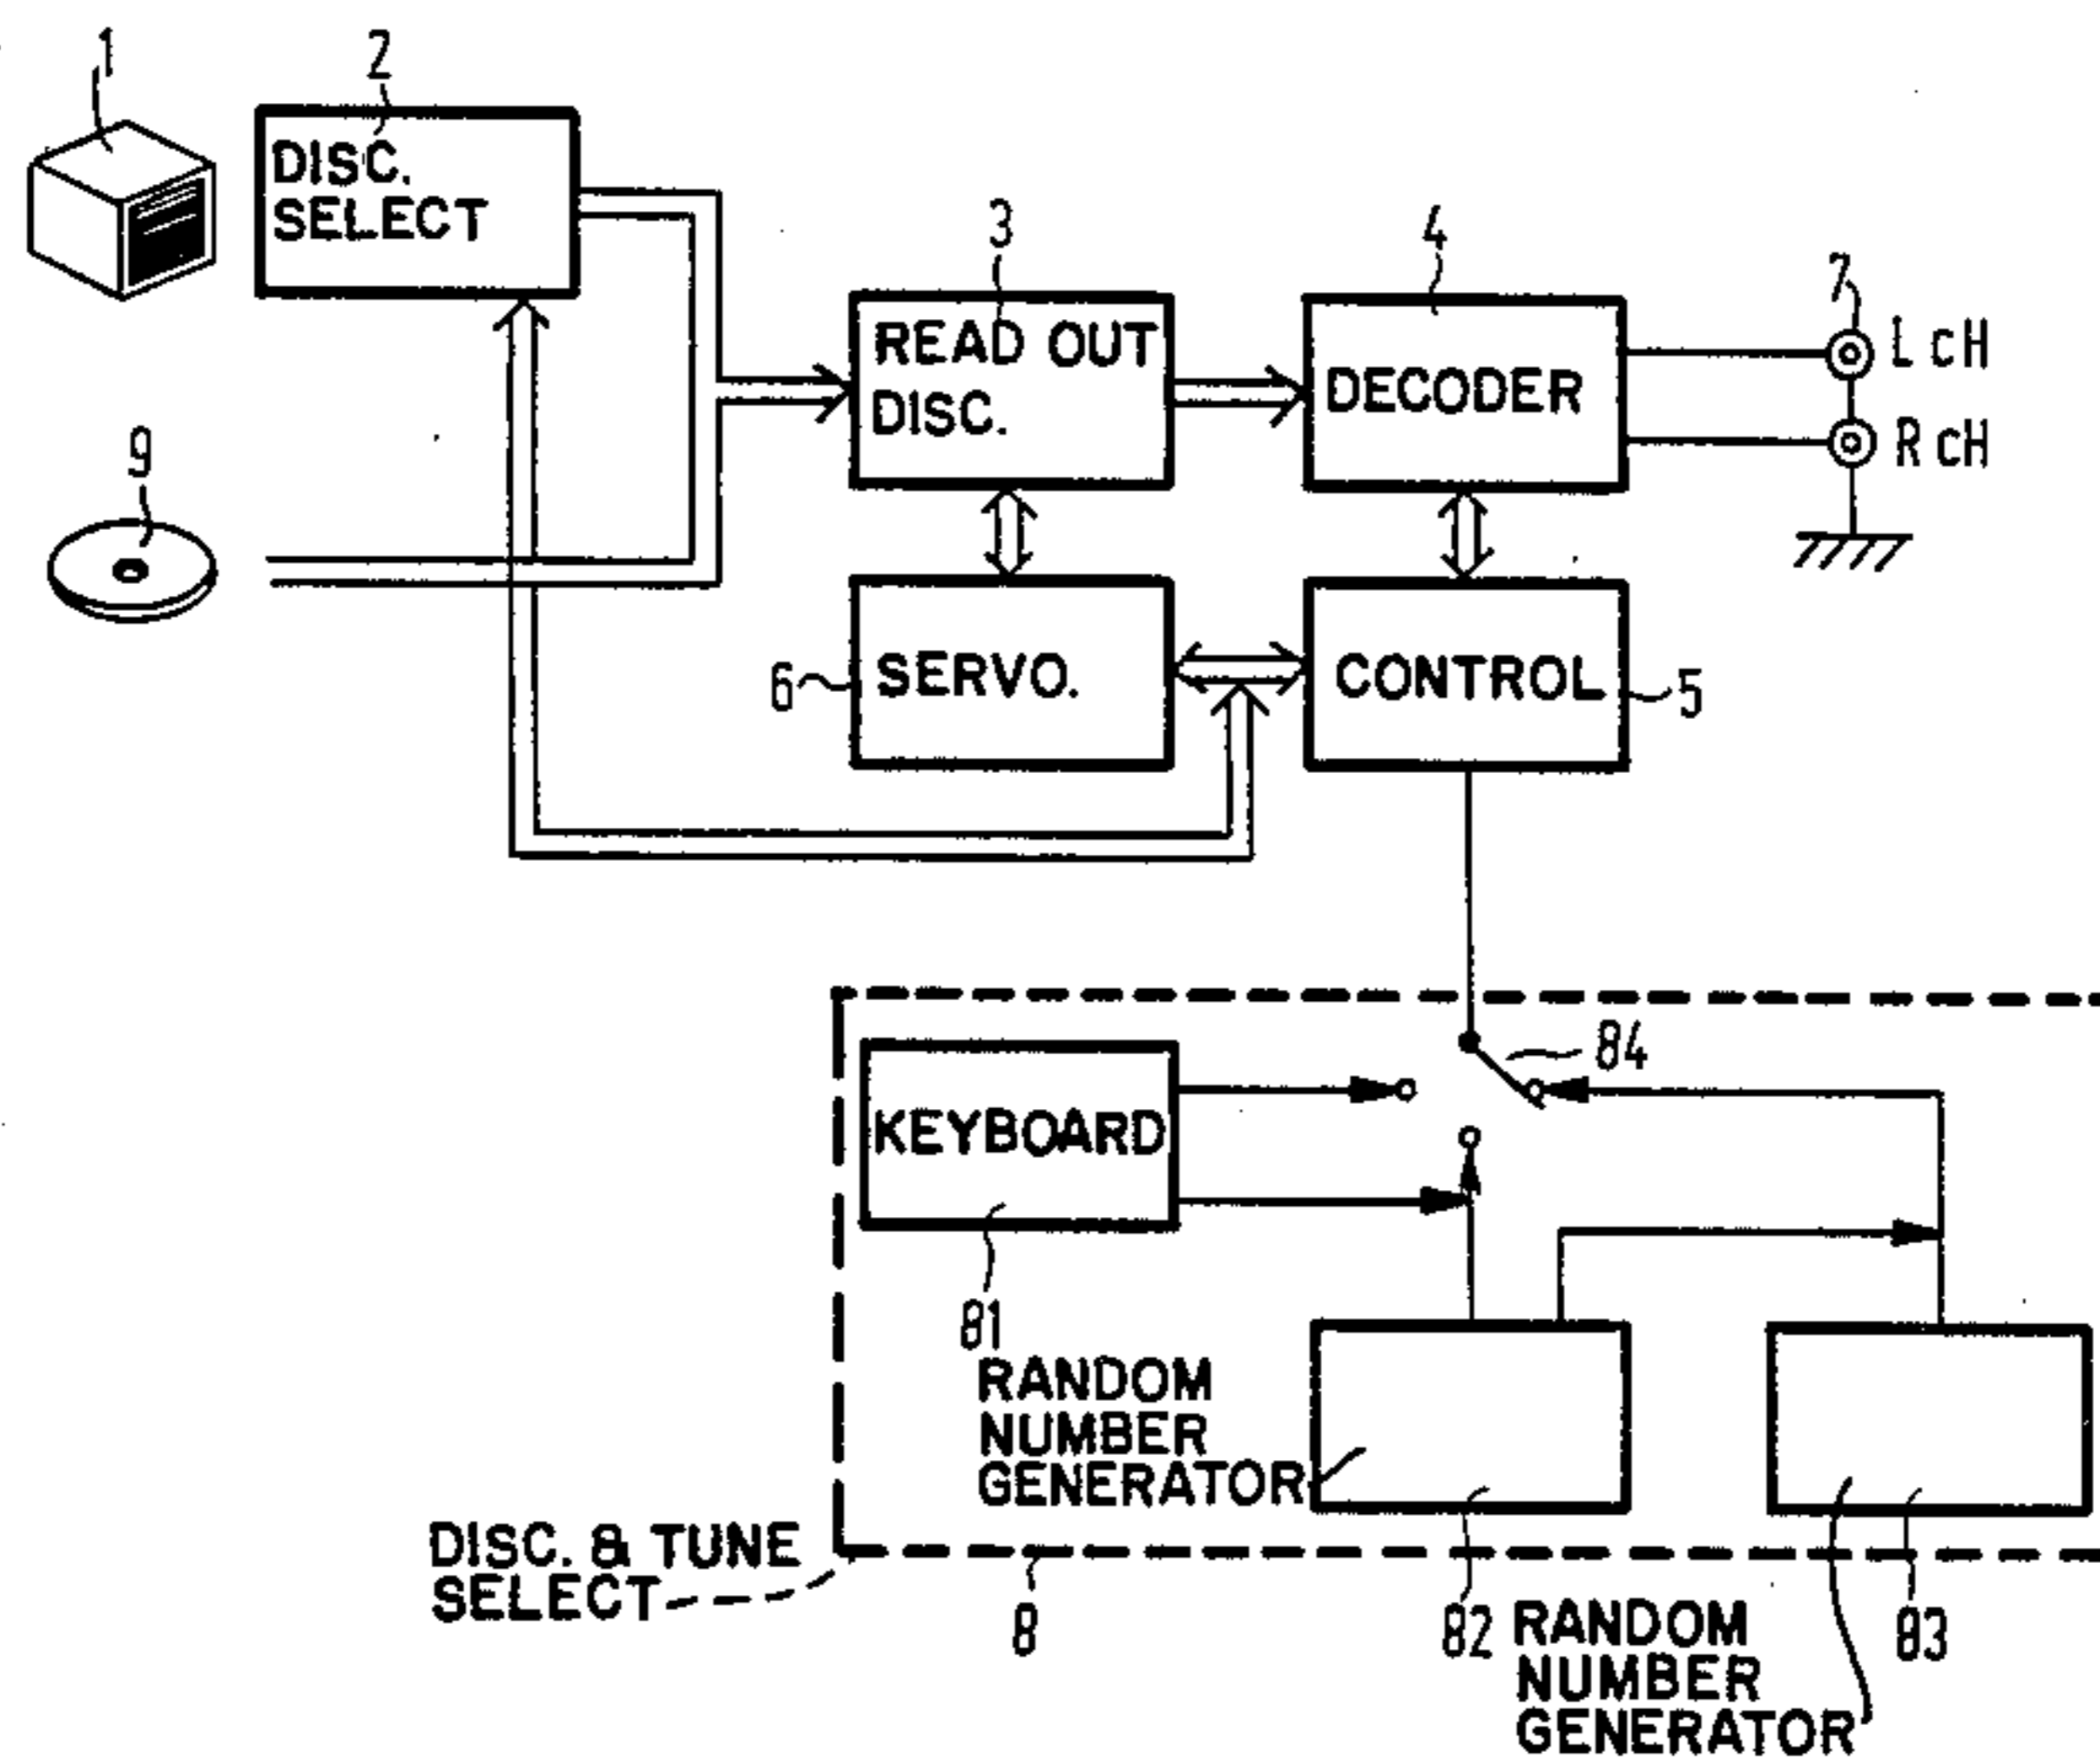 1
2
DISC.
SELECT
3
READ OUT
DISC.
4
DECODER
7
L cH
R cH
9
6
SERVO.
CONTROL
5
84
KEYBOARD
81
RANDOM
NUMBER
GENERATOR
DISC. & TUNE
SELECT
8
82
RANDOM
NUMBER
GENERATOR
83